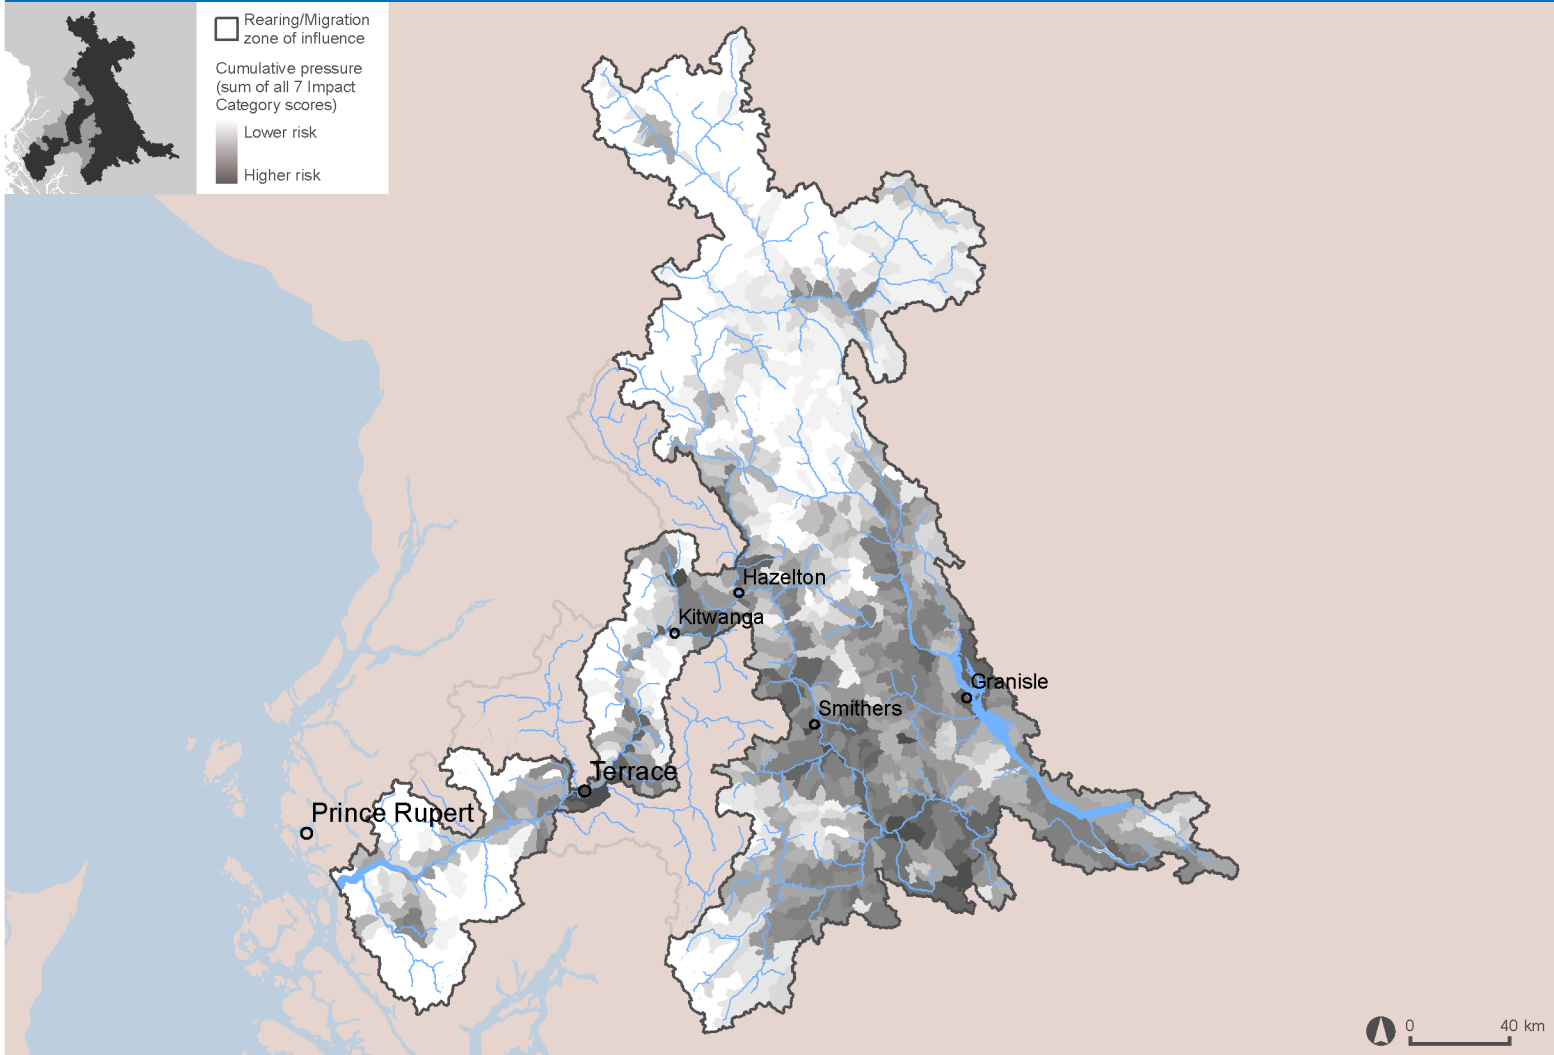 Rearing/Migration
zone of influence
Cumulative pressure
(sum of all 7 Impact
Category scores)
Lower risk
Higher risk
Hazelton
Kitwanga
Granisle
Smithers
Terrace
Prince Rupert
0 40 km